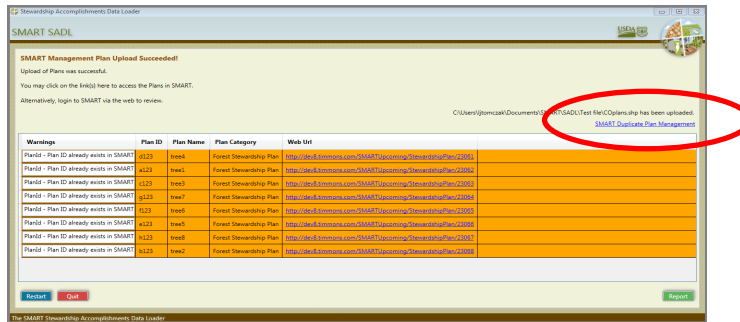 Stewardship Accomplishments Data Loader
SMART SADL
USDA
SMART Management Plan Upload Succeeded!
Upload of Plans was successful.
You may click on the link(s) here to access the Plans in SMART.
Alternatively, login to SMART via the web to review.
C:\Users\jtomczak\Documents\SMART\SADL\Test file\COplans.shp has been uploaded.
SMART Duplicate Plan Management
Warnings Plan ID Plan Name Plan Category Web Url
PlanId - Plan ID already exists in SMART d123 tree4 Forest Stewardship Plan http://dev8.timmons.com/SMARTUpcoming/StewardshipPlan/23061
PlanId - Plan ID already exists in SMART a123 tree1 Forest Stewardship Plan http://dev8.timmons.com/SMARTUpcoming/StewardshipPlan/23062
PlanId - Plan ID already exists in SMART c123 tree3 Forest Stewardship Plan http://dev8.timmons.com/SMARTUpcoming/StewardshipPlan/23063
PlanId - Plan ID already exists in SMART g123 tree7 Forest Stewardship Plan http://dev8.timmons.com/SMARTUpcoming/StewardshipPlan/23064
PlanId - Plan ID already exists in SMART f123 tree6 Forest Stewardship Plan http://dev8.timmons.com/SMARTUpcoming/StewardshipPlan/23065
PlanId - Plan ID already exists in SMART e123 tree5 Forest Stewardship Plan http://dev8.timmons.com/SMARTUpcoming/StewardshipPlan/23066
PlanId - Plan ID already exists in SMART h123 tree8 Forest Stewardship Plan http://dev8.timmons.com/SMARTUpcoming/StewardshipPlan/23067
PlanId - Plan ID already exists in SMART b123 tree2 Forest Stewardship Plan http://dev8.timmons.com/SMARTUpcoming/StewardshipPlan/23068
Restart Quit Report
The SMART Stewardship Accomplishments Data Loader